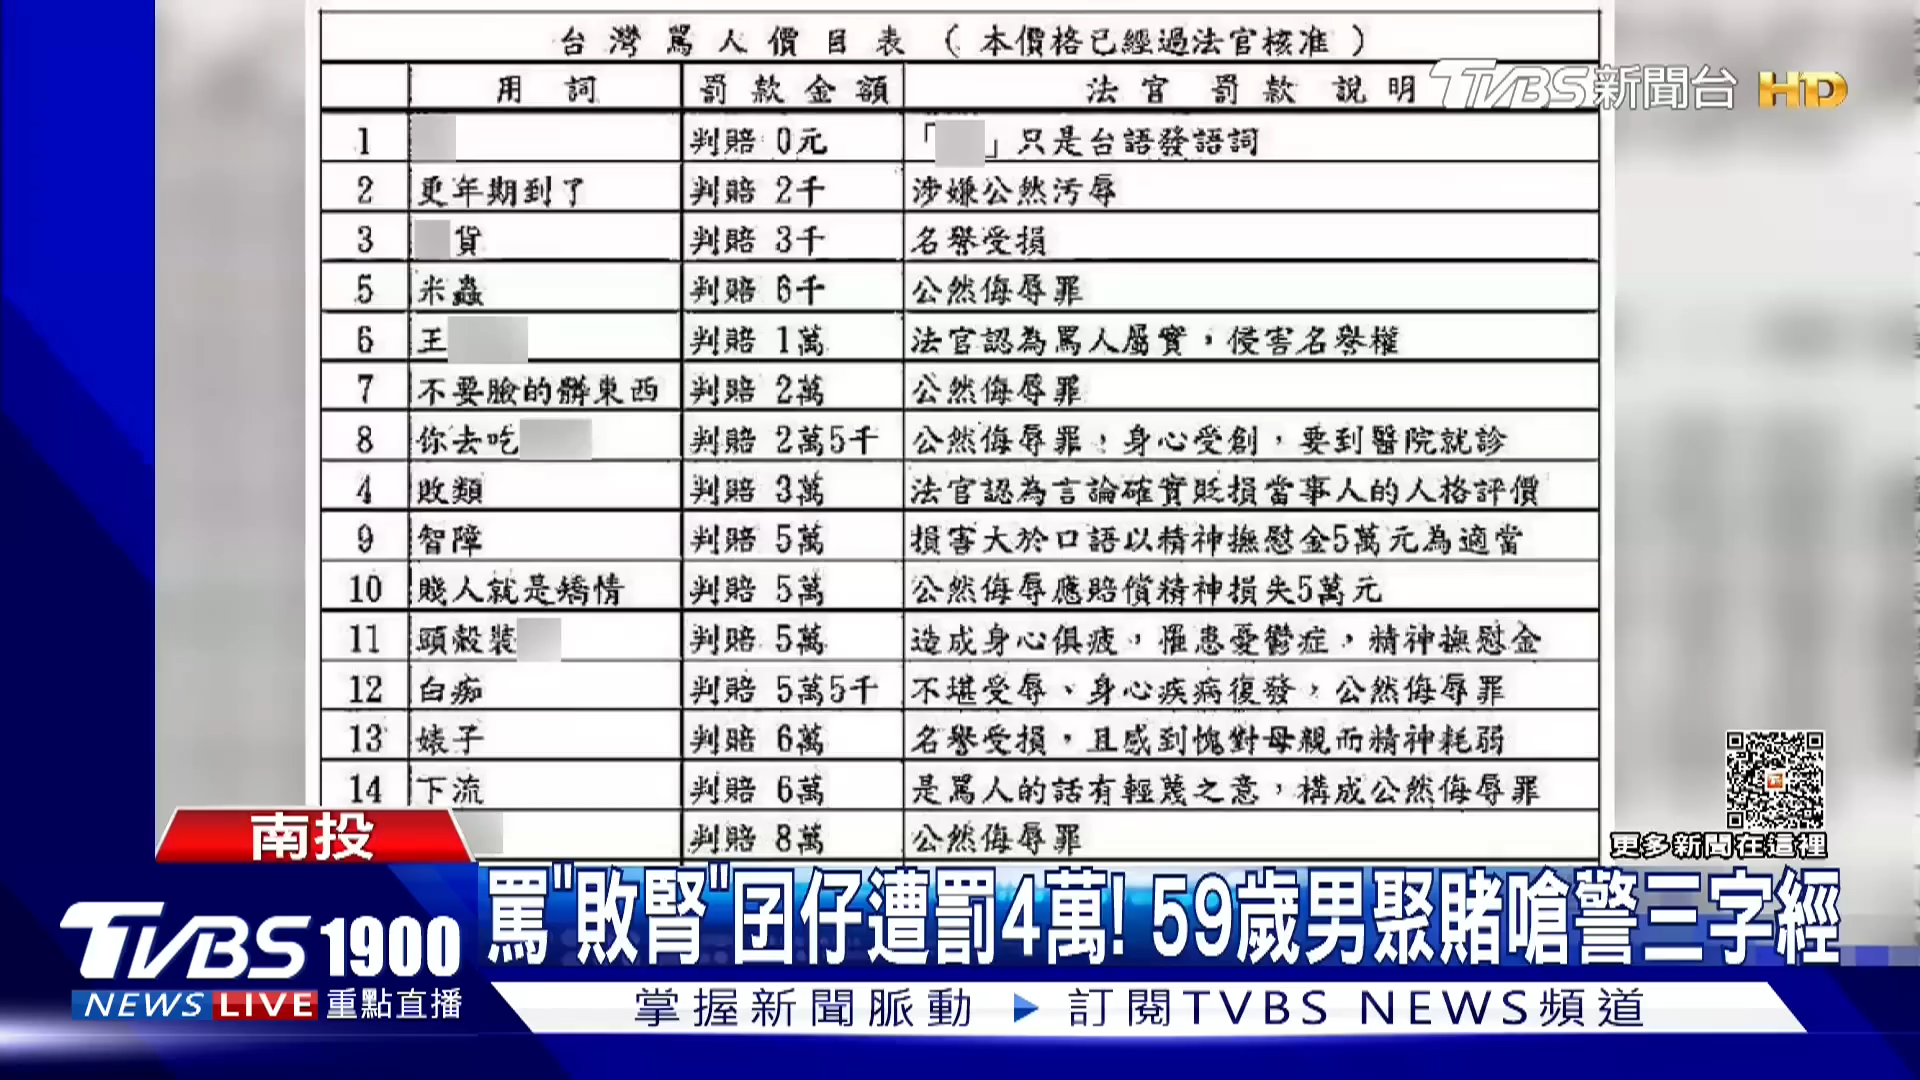 台灣罵人價目表（本價格已經過法官核准）
用詞 罰款金額 法官罰款說明
TVBS新聞台 HD
1 判賠 0元 「 」只是台語發語詞
2 更年期到了 判賠 2千 涉嫌公然污辱
3 貨 判賠 3千 名譽受損
5 米蟲 判賠 6千 公然侮辱罪
6 王 判賠 1萬 法官認為罵人屬實，侵害名譽權
7 不要臉的髒東西 判賠 2萬 公然侮辱罪
8 你去吃 判賠 2萬5千 公然侮辱罪，身心受創，要到醫院就診
4 敗類 判賠 3萬 法官認為言論確實貶損當事人的人格評價
9 智障 判賠 5萬 損害大於口語以精神撫慰金5萬元為適當
10 賤人就是矯情 判賠 5萬 公然侮辱應賠償精神損失5萬元
11 頭殼裝 判賠 5萬 造成身心俱疲，罹患憂鬱症，精神撫慰金
12 白痴 判賠 5萬5千 不堪受辱、身心疾病復發，公然侮辱罪
13 婊子 判賠 6萬 名譽受損，且感到愧對母親而精神耗弱
14 下流 判賠 6萬 是罵人的話有輕蔑之意，構成公然侮辱罪
判賠 8萬 公然侮辱罪
更多新聞在這裡
南投
罵"敗腎"囝仔遭罰4萬! 59歲男聚賭嗆警三字經
TVBS 1900
NEWS LIVE 重點直播
掌握新聞脈動 ▶ 訂閱TVBS NEWS頻道